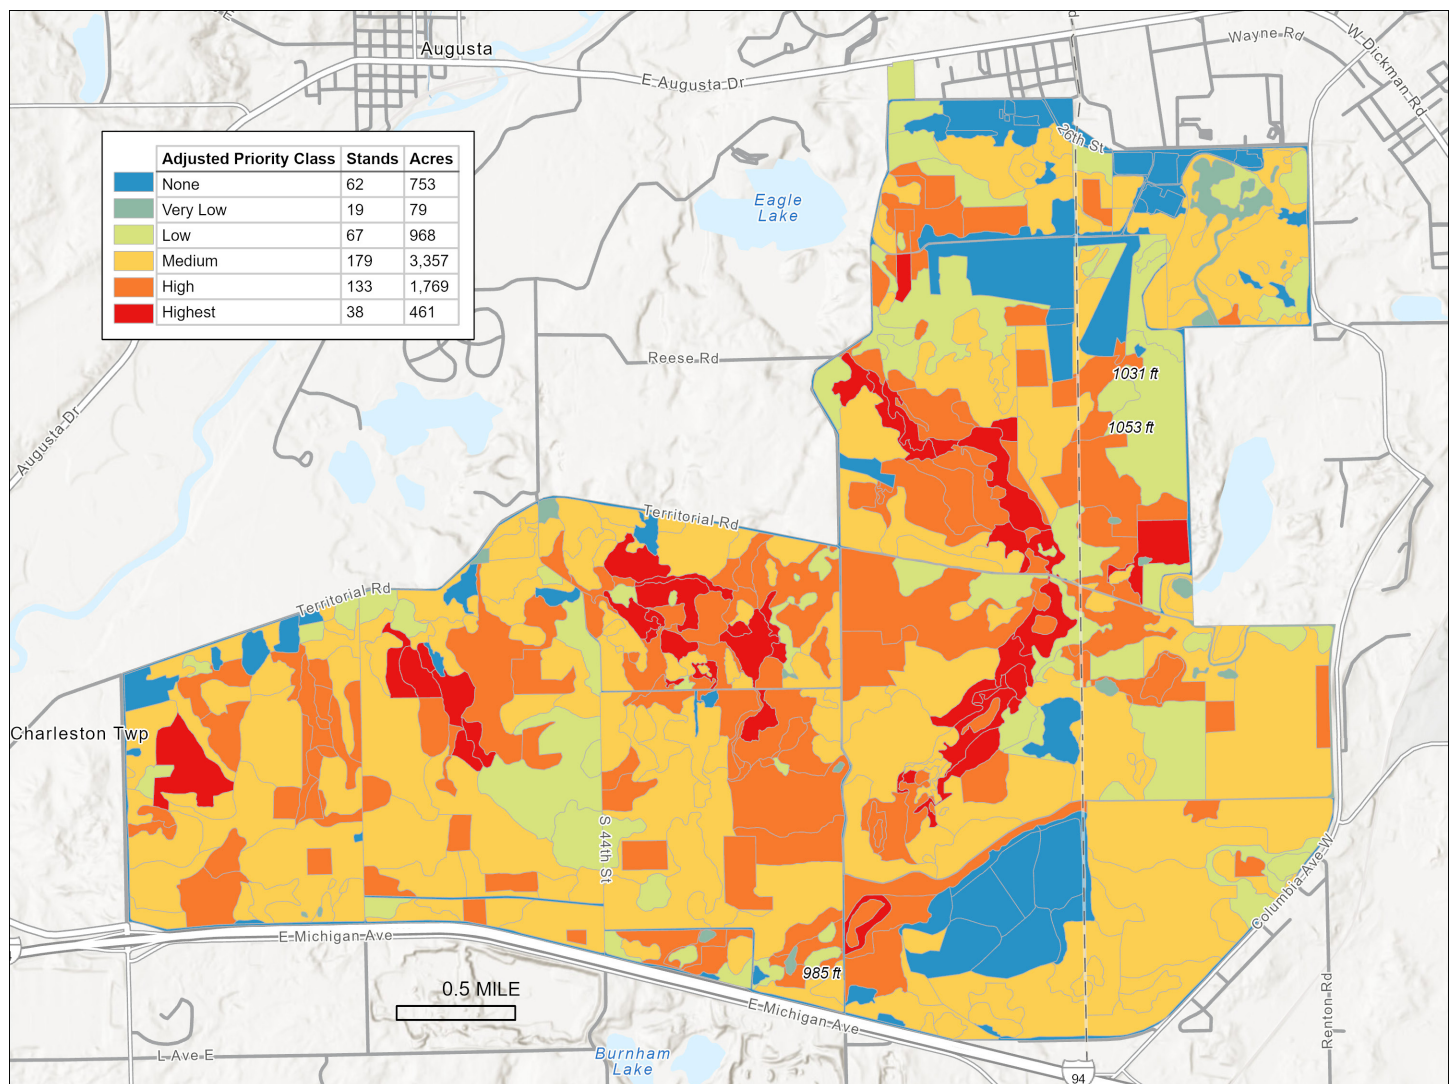 Augusta
E Augusta Dr
Wayne Rd
W Dickman Rd
26th St
Adjusted Priority Class Stands Acres
None 62 753
Very Low 19 79
Low 67 968
Medium 179 3,357
High 133 1,769
Highest 38 461
Eagle
Lake
Reese Rd
1031 ft
1053 ft
Augusta Dr
Territorial Rd
Territorial Rd
Charleston Twp
S 44th St
Columbia Ave W
E Michigan Ave
985 ft
0.5 MILE
E Michigan Ave
Renton Rd
L Ave E
Burnham
Lake
94